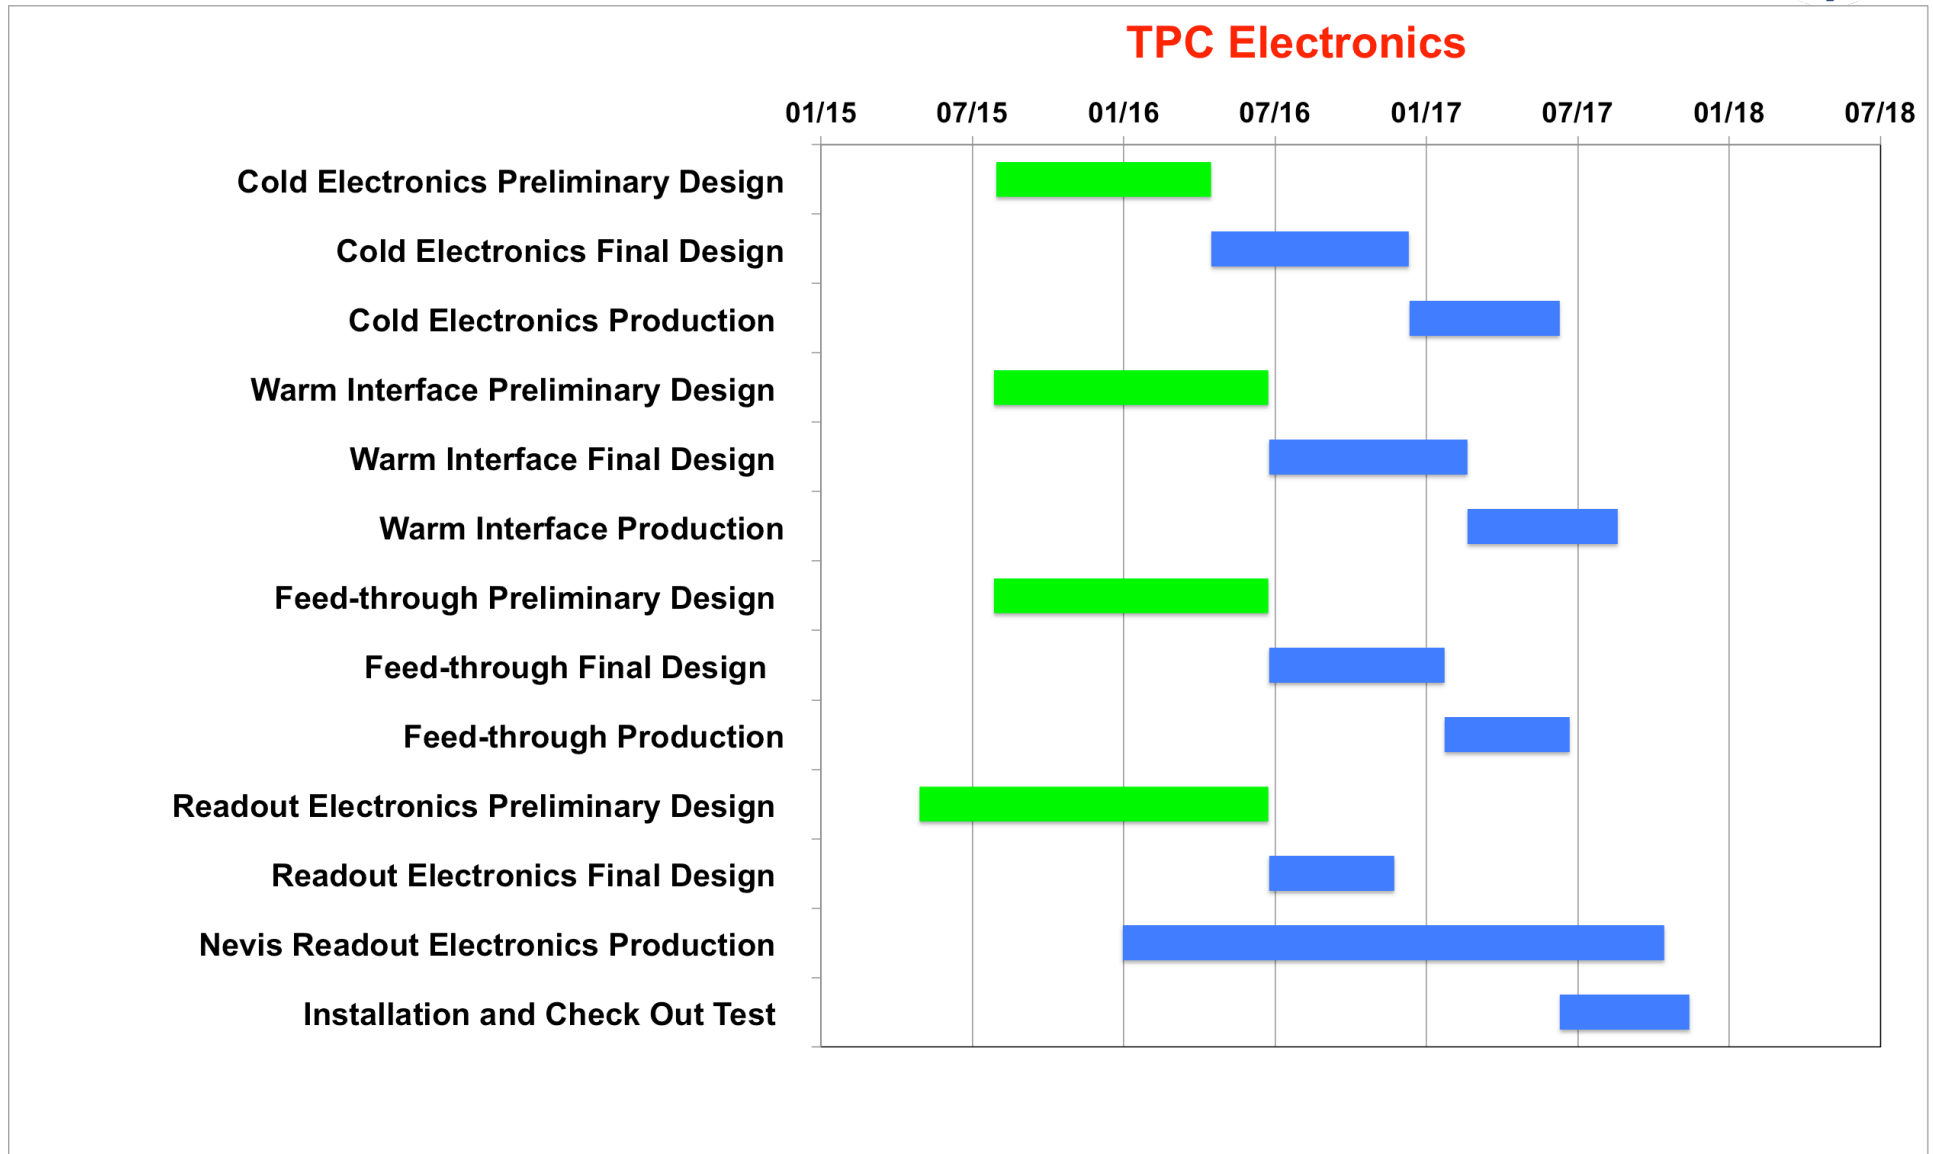 TPC Electronics
01/15 07/15 01/16 07/16 01/17 07/17 01/18 07/18
Cold Electronics Preliminary Design
Cold Electronics Final Design
Cold Electronics Production
Warm Interface Preliminary Design
Warm Interface Final Design
Warm Interface Production
Feed-through Preliminary Design
Feed-through Final Design
Feed-through Production
Readout Electronics Preliminary Design
Readout Electronics Final Design
Nevis Readout Electronics Production
Installation and Check Out Test